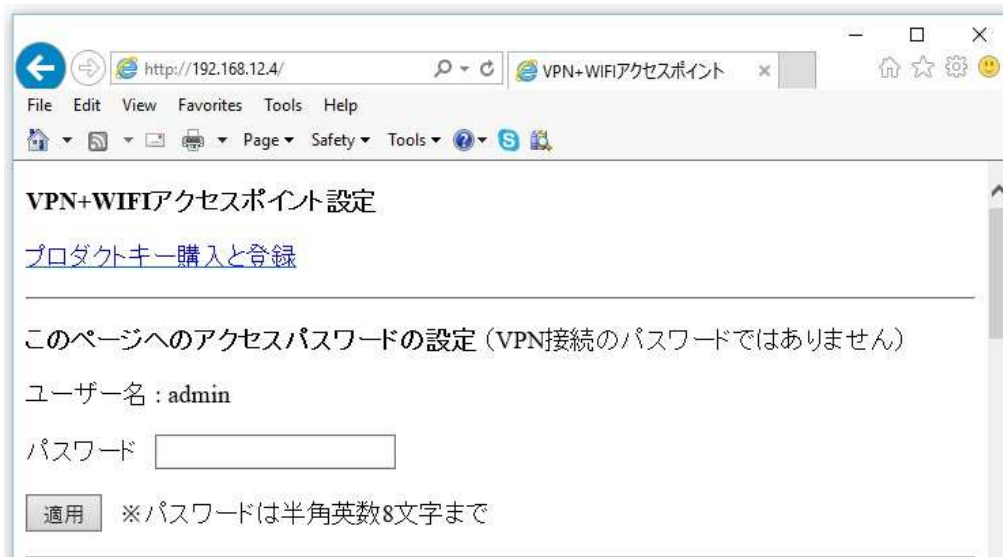 http://192.168.12.4/
VPN+WIFIアクセスポイント
File Edit View Favorites Tools Help
Page Safety Tools
VPN+WIFIアクセスポイント設定
プロダクトキー購入と登録
このページへのアクセスパスワードの設定（VPN接続のパスワードではありません）
ユーザー名 : admin
パスワード
適用 ※パスワードは半角英数8文字まで